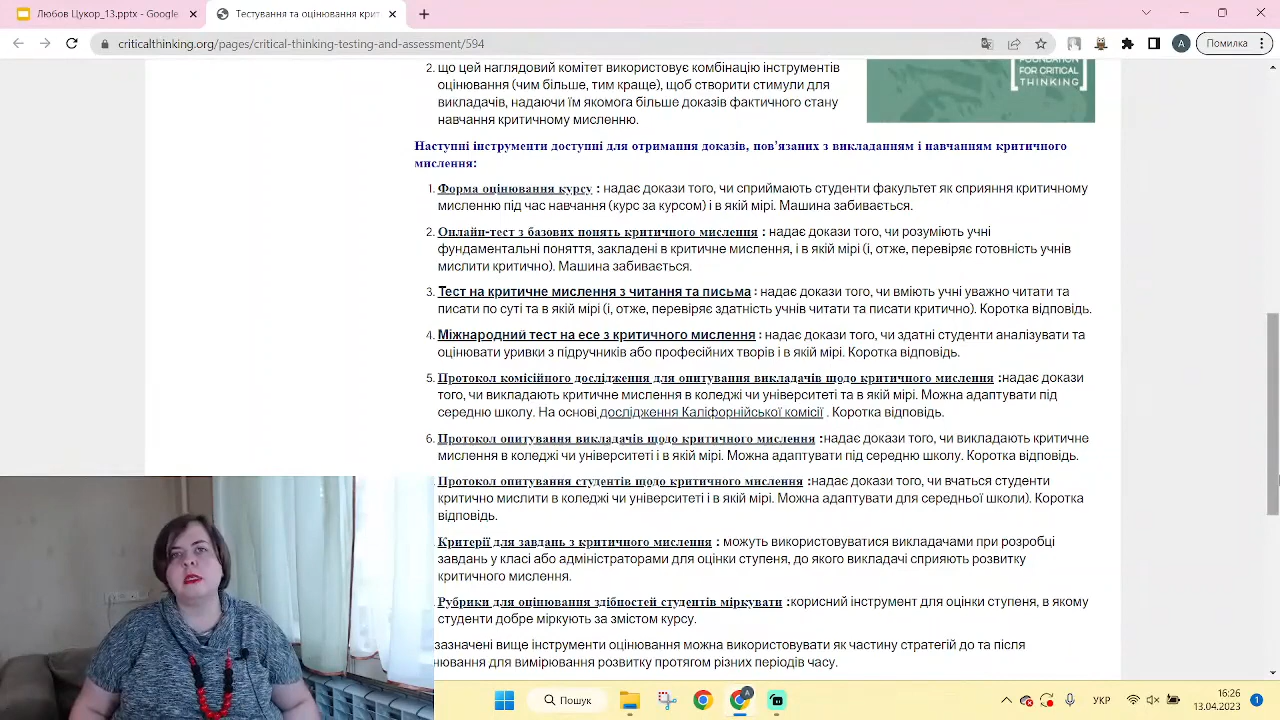 Любов Цукор_13.pptx - Google
Тестування та оцінювання крит
criticalthinking.org/pages/critical-thinking-testing-and-assessment/594
A
Помилка
2. що цей наглядовий комітет використовує комбінацію інструментів
оцінювання (чим більше, тим краще), щоб створити стимули для
викладачів, надаючи їм якомога більше доказів фактичного стану
навчання критичному мисленню.
FOUNDATION
FOR CRITICAL
THINKING
Наступні інструменти доступні для отримання доказів, пов'язаних з викладанням і навчанням критичного
мислення:
1. Форма оцінювання курсу : надає докази того, чи сприймають студенти факультет як сприяння критичному
мисленню під час навчання (курс за курсом) і в якій мірі. Машина забивається.
2. Онлайн-тест з базових понять критичного мислення : надає докази того, чи розуміють учні
фундаментальні поняття, закладені в критичне мислення, і в якій мірі (і, отже, перевіряє готовність учнів
мислити критично). Машина забивається.
3. Тест на критичне мислення з читання та письма : надає докази того, чи вміють учні уважно читати та
писати по суті та в якій мірі (і, отже, перевіряє здатність учнів читати та писати критично). Коротка відповідь.
4. Міжнародний тест на есе з критичного мислення : надає докази того, чи здатні студенти аналізувати та
оцінювати уривки з підручників або професійних творів і в якій мірі. Коротка відповідь.
5. Протокол комісійного дослідження для опитування викладачів щодо критичного мислення :надає докази
того, чи викладають критичне мислення в коледжі чи університеті та в якій мірі. Можна адаптувати під
середню школу. На основі дослідження Каліфорнійської комісії . Коротка відповідь.
6. Протокол опитування викладачів щодо критичного мислення :надає докази того, чи викладають критичне
мислення в коледжі чи університеті і в якій мірі. Можна адаптувати під середню школу. Коротка відповідь.
Протокол опитування студентів щодо критичного мислення :надає докази того, чи вчаться студенти
критично мислити в коледжі чи університеті і в якій мірі. Можна адаптувати для середньої школи). Коротка
відповідь.
Критерії для завдань з критичного мислення : можуть використовуватися викладачами при розробці
завдань у класі або адміністраторами для оцінки ступеня, до якого викладачі сприяють розвитку
критичного мислення.
Рубрики для оцінювання здібностей студентів міркувати :корисний інструмент для оцінки ступеня, в якому
студенти добре міркують за змістом курсу.
зазначені вище інструменти оцінювання можна використовувати як частину стратегій до та після
нювання для вимірювання розвитку протягом різних періодів часу.
Пошук
УКР
16:26
13.04.2023
1